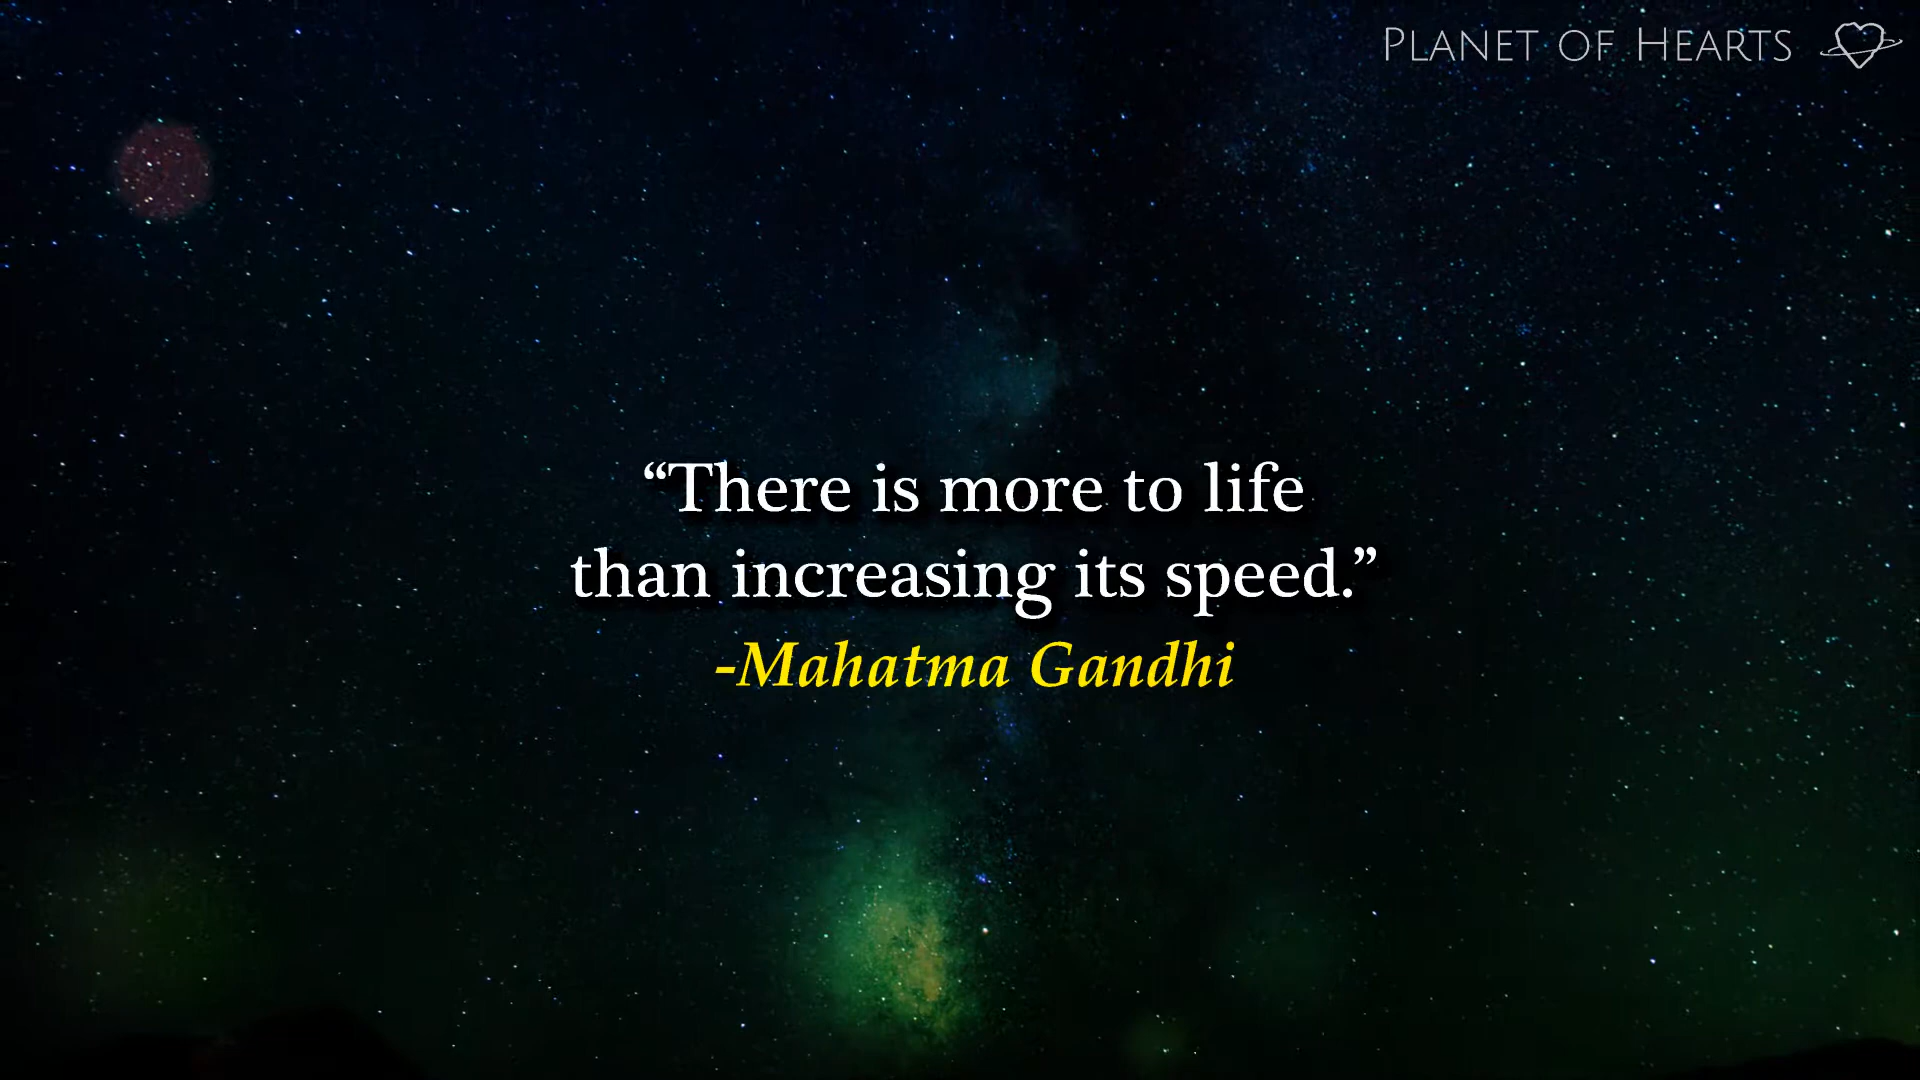 PLANET OF HEARTS
“There is more to life
than increasing its speed.”
-Mahatma Gandhi